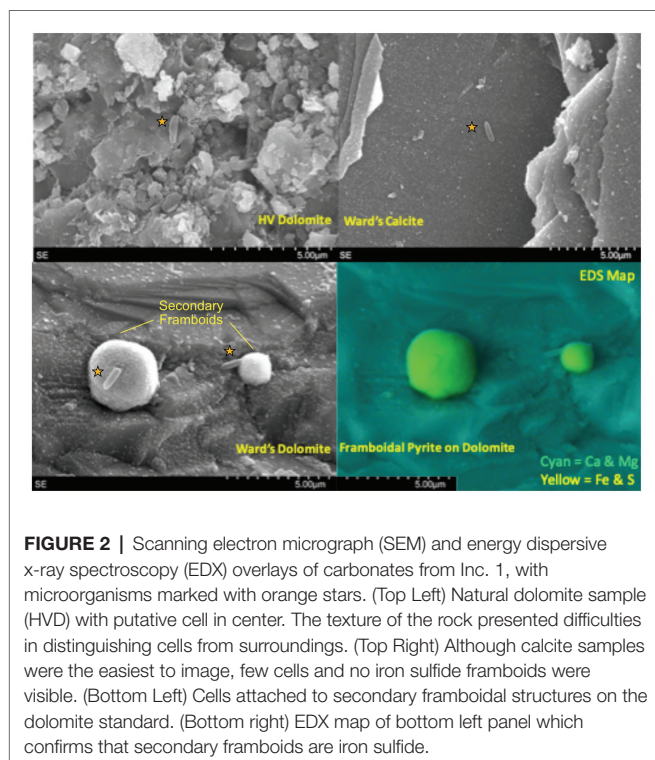 HV Dolomite
SE
5.00μm
Ward's Calcite
SE
5.00μm
Secondary
Framboids
Ward's Dolomite
SE
5.00μm
EDS Map
Framboidal Pyrite on Dolomite
Cyan = Ca & Mg
Yellow = Fe & S
5.00μm
FIGURE 2 | Scanning electron micrograph (SEM) and energy dispersive
x-ray spectroscopy (EDX) overlays of carbonates from Inc. 1, with
microorganisms marked with orange stars. (Top Left) Natural dolomite sample
(HVD) with putative cell in center. The texture of the rock presented difficulties
in distinguishing cells from surroundings. (Top Right) Although calcite samples
were the easiest to image, few cells and no iron sulfide framboids were
visible. (Bottom Left) Cells attached to secondary framboidal structures on the
dolomite standard. (Bottom right) EDX map of bottom left panel which
confirms that secondary framboids are iron sulfide.